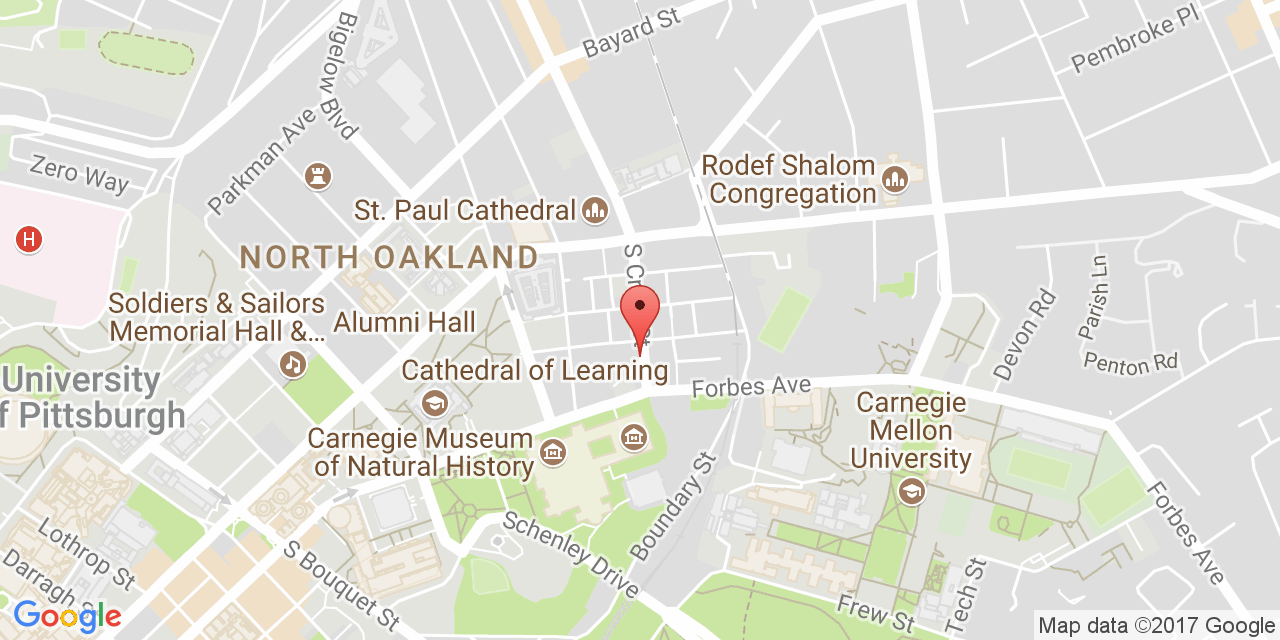 Bayard St
Pembroke Pl
Bigelow Blvd
Parkman Ave
Zero Way
Rodef Shalom
Congregation
St. Paul Cathedral
H
NORTH OAKLAND
S Cr
Soldiers & Sailors
Memorial Hall &...
Alumni Hall
Parish Ln
Devon Rd
Penton Rd
Cathedral of Learning
University
f Pittsburgh
Forbes Ave
Carnegie
Mellon
University
Carnegie Museum
of Natural History
Boundary St
Forbes Ave
Schenley Drive
Lothrop St
Darragh S
S Bouquet St
Frew St
Tech St
Google
Map data ©2017 Google